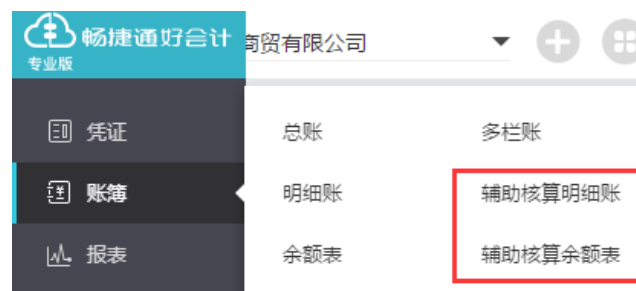 畅捷通好会计
专业版
商贸有限公司
凭证
总账
多栏账
账簿
明细账
辅助核算明细账
报表
余额表
辅助核算余额表